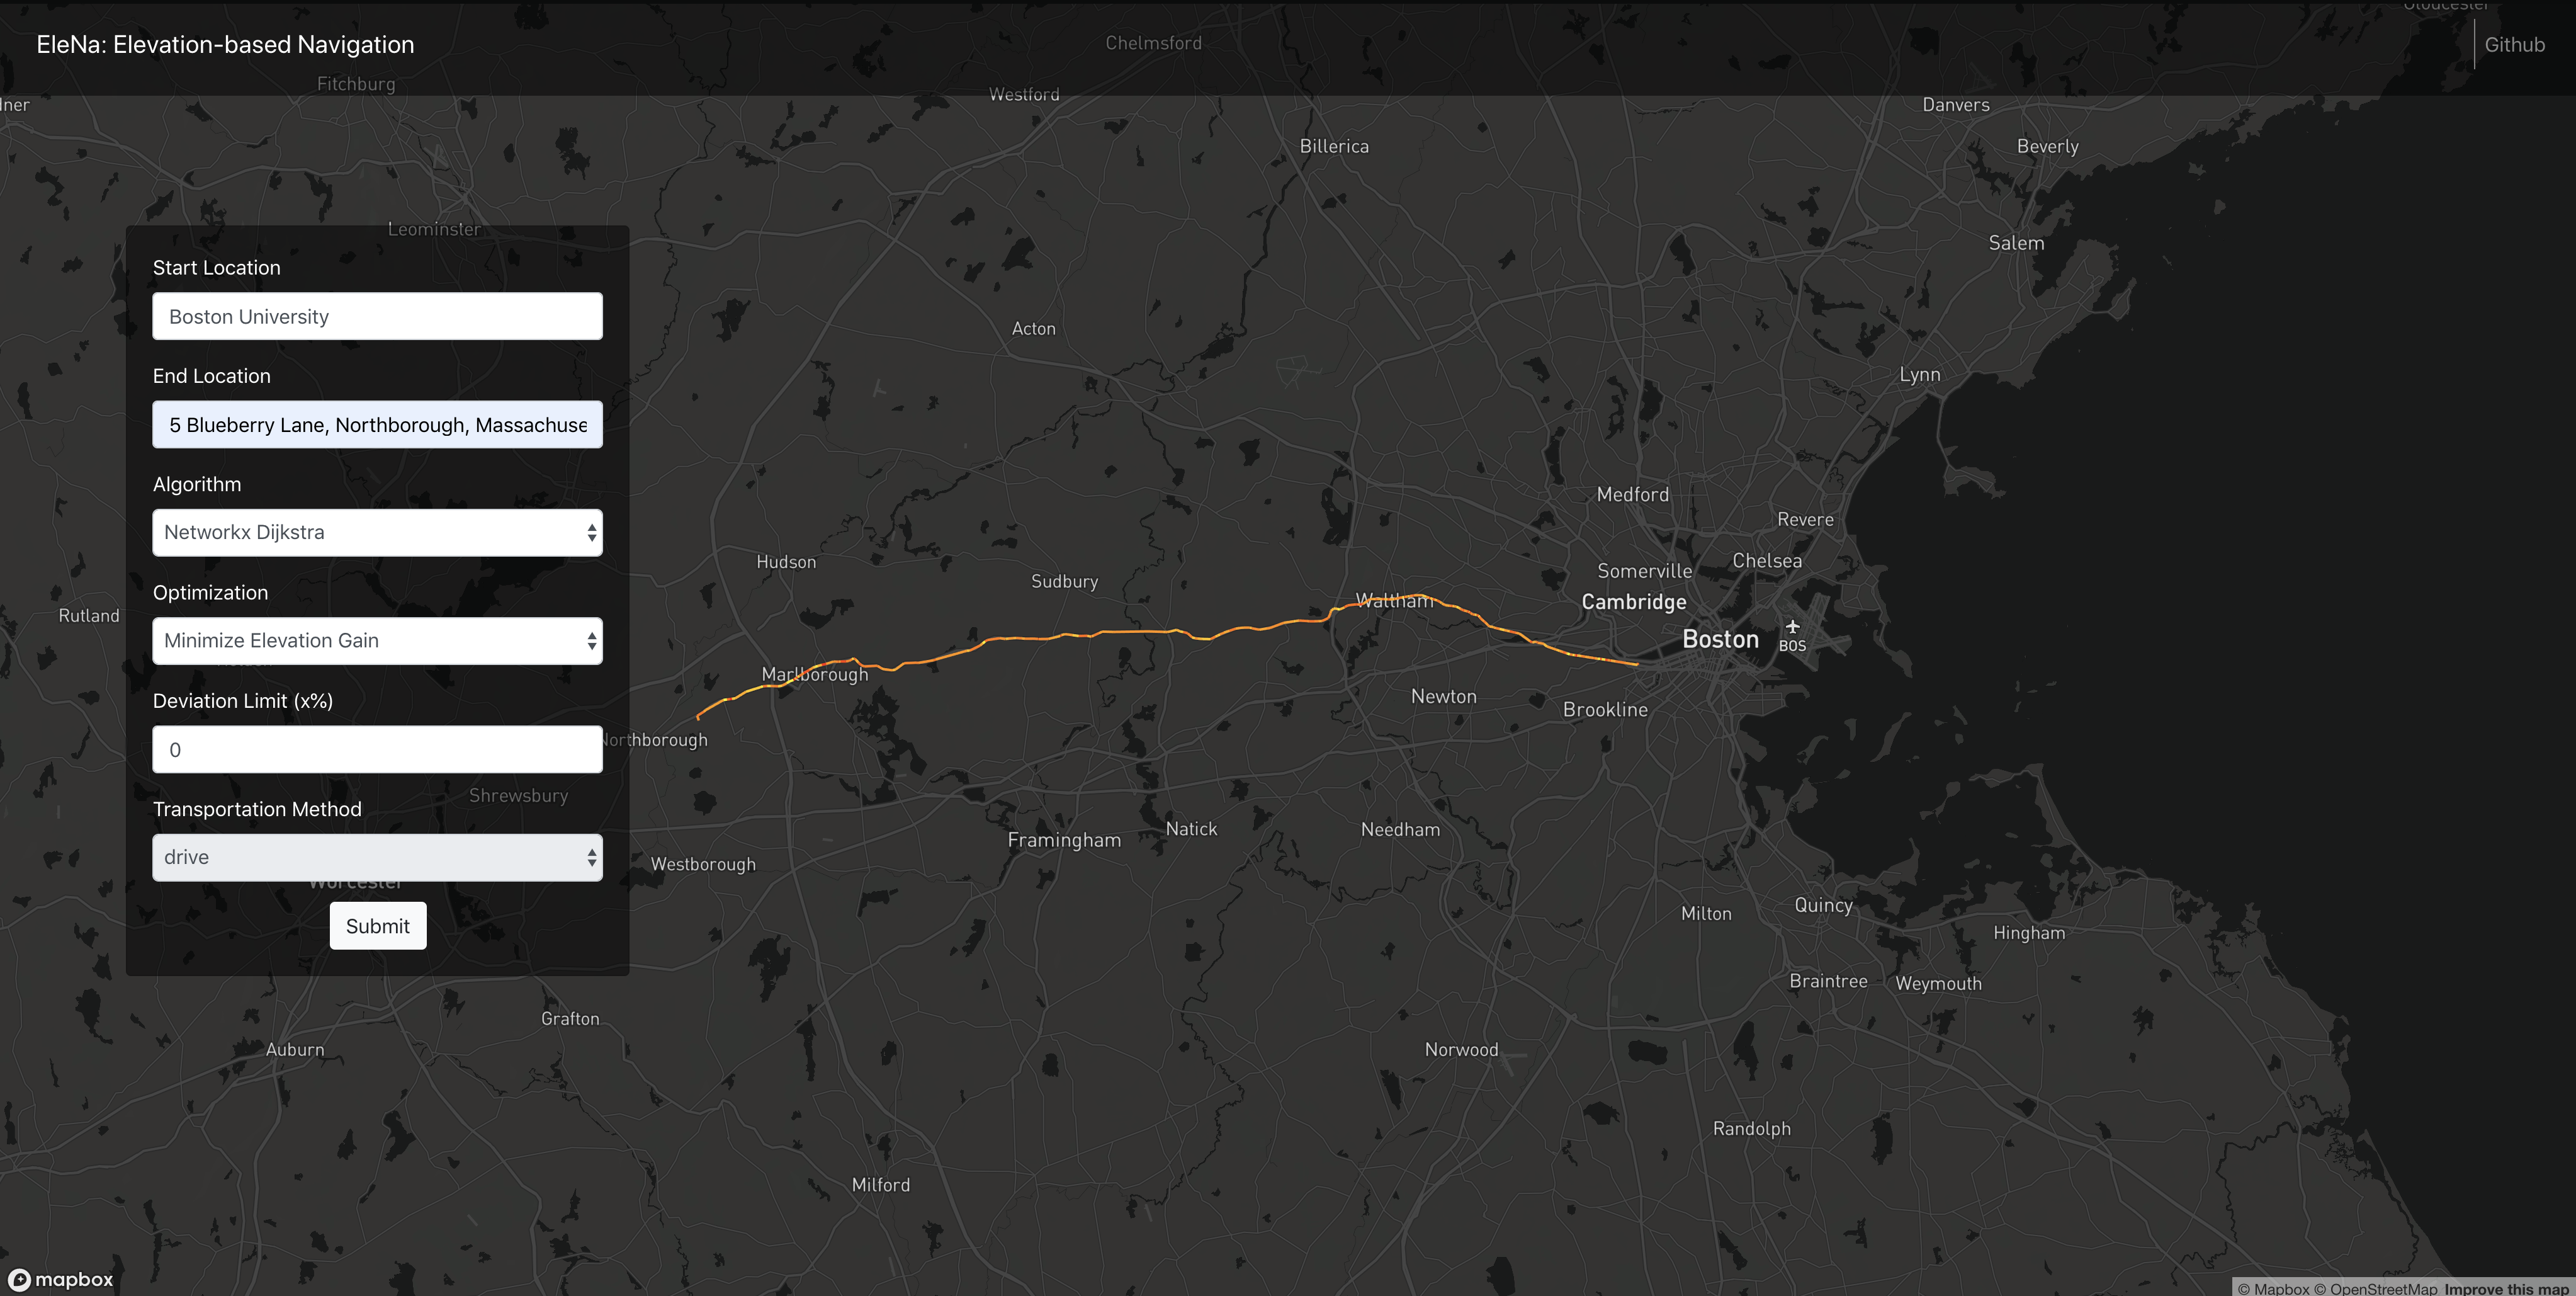 EleNa: Elevation-based Navigation
Github
Gloucester
Chelmsford
Fitchburg
Westford
Danvers
Billerica
Beverly
Leominster
Salem
Start Location
Boston University
Acton
End Location
Lynn
5 Blueberry Lane, Northborough, Massachuse
Algorithm
Medford
Revere
Networkx Dijkstra
Hudson
Chelsea
Somerville
Sudbury
Optimization
Waltham
Cambridge
Rutland
Minimize Elevation Gain
Boston
BOS
Marlborough
Deviation Limit (x%)
Newton
Brookline
0
Northborough
Shrewsbury
Transportation Method
Natick
Needham
Framingham
drive
Westborough
Worcester
Quincy
Milton
Submit
Hingham
Braintree
Weymouth
Grafton
Auburn
Norwood
Randolph
Milford
mapbox
© Mapbox © OpenStreetMap Improve this map